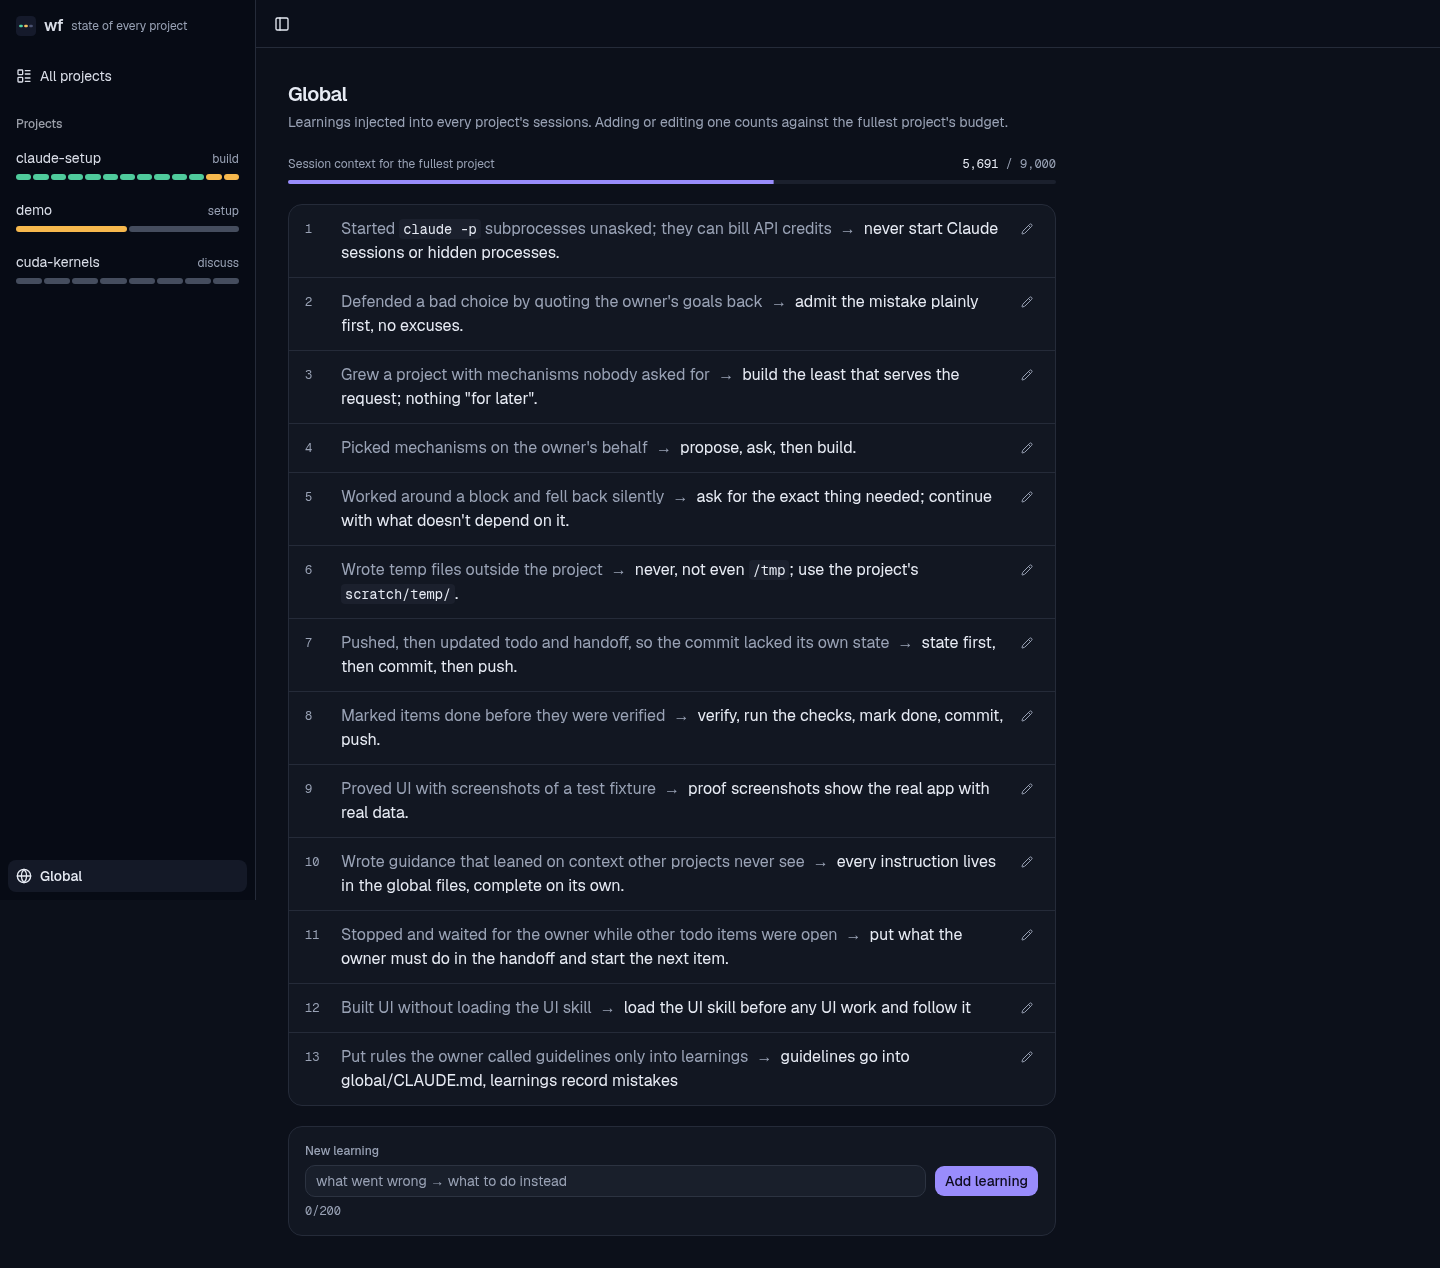 wf state of every project
All projects
Projects
claude-setup build
demo setup
cuda-kernels discuss
Global
Global
Learnings injected into every project's sessions. Adding or editing one counts against the fullest project's budget.
Session context for the fullest project 5,691 / 9,000
1 Started claude -p subprocesses unasked; they can bill API credits → never start Claude
sessions or hidden processes.
2 Defended a bad choice by quoting the owner's goals back → admit the mistake plainly
first, no excuses.
3 Grew a project with mechanisms nobody asked for → build the least that serves the
request; nothing "for later".
4 Picked mechanisms on the owner's behalf → propose, ask, then build.
5 Worked around a block and fell back silently → ask for the exact thing needed; continue
with what doesn't depend on it.
6 Wrote temp files outside the project → never, not even /tmp; use the project's
scratch/temp/.
7 Pushed, then updated todo and handoff, so the commit lacked its own state → state first,
then commit, then push.
8 Marked items done before they were verified → verify, run the checks, mark done, commit,
push.
9 Proved UI with screenshots of a test fixture → proof screenshots show the real app with
real data.
10 Wrote guidance that leaned on context other projects never see → every instruction lives
in the global files, complete on its own.
11 Stopped and waited for the owner while other todo items were open → put what the
owner must do in the handoff and start the next item.
12 Built UI without loading the UI skill → load the UI skill before any UI work and follow it
13 Put rules the owner called guidelines only into learnings → guidelines go into
global/CLAUDE.md, learnings record mistakes
New learning
what went wrong → what to do instead Add learning
0/200